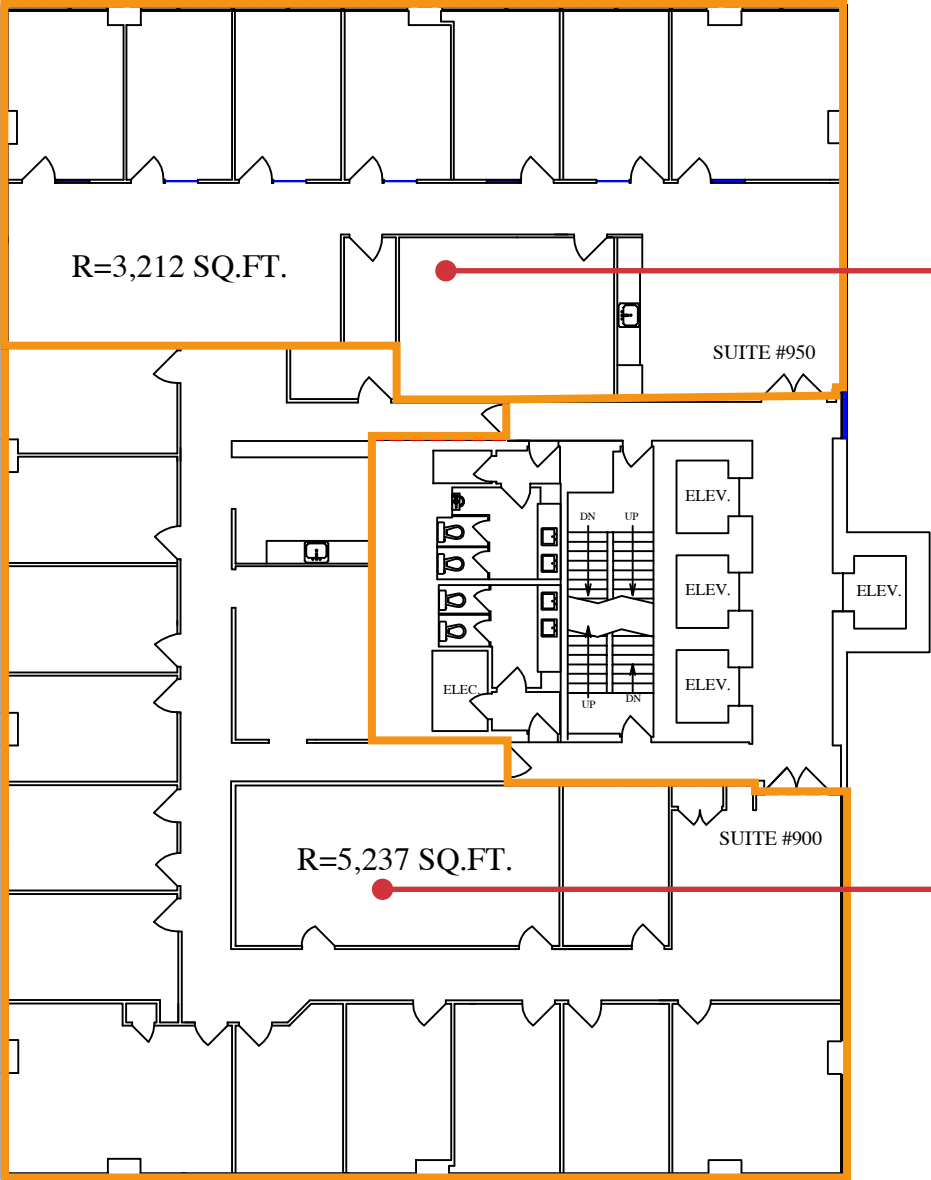 R=3,212 SQ.FT.
SUITE #950
ELEV.
DN
UP
ELEV.
ELEV.
ELEC.
ELEV.
UP
DN
SUITE #900
R=5,237 SQ.FT.